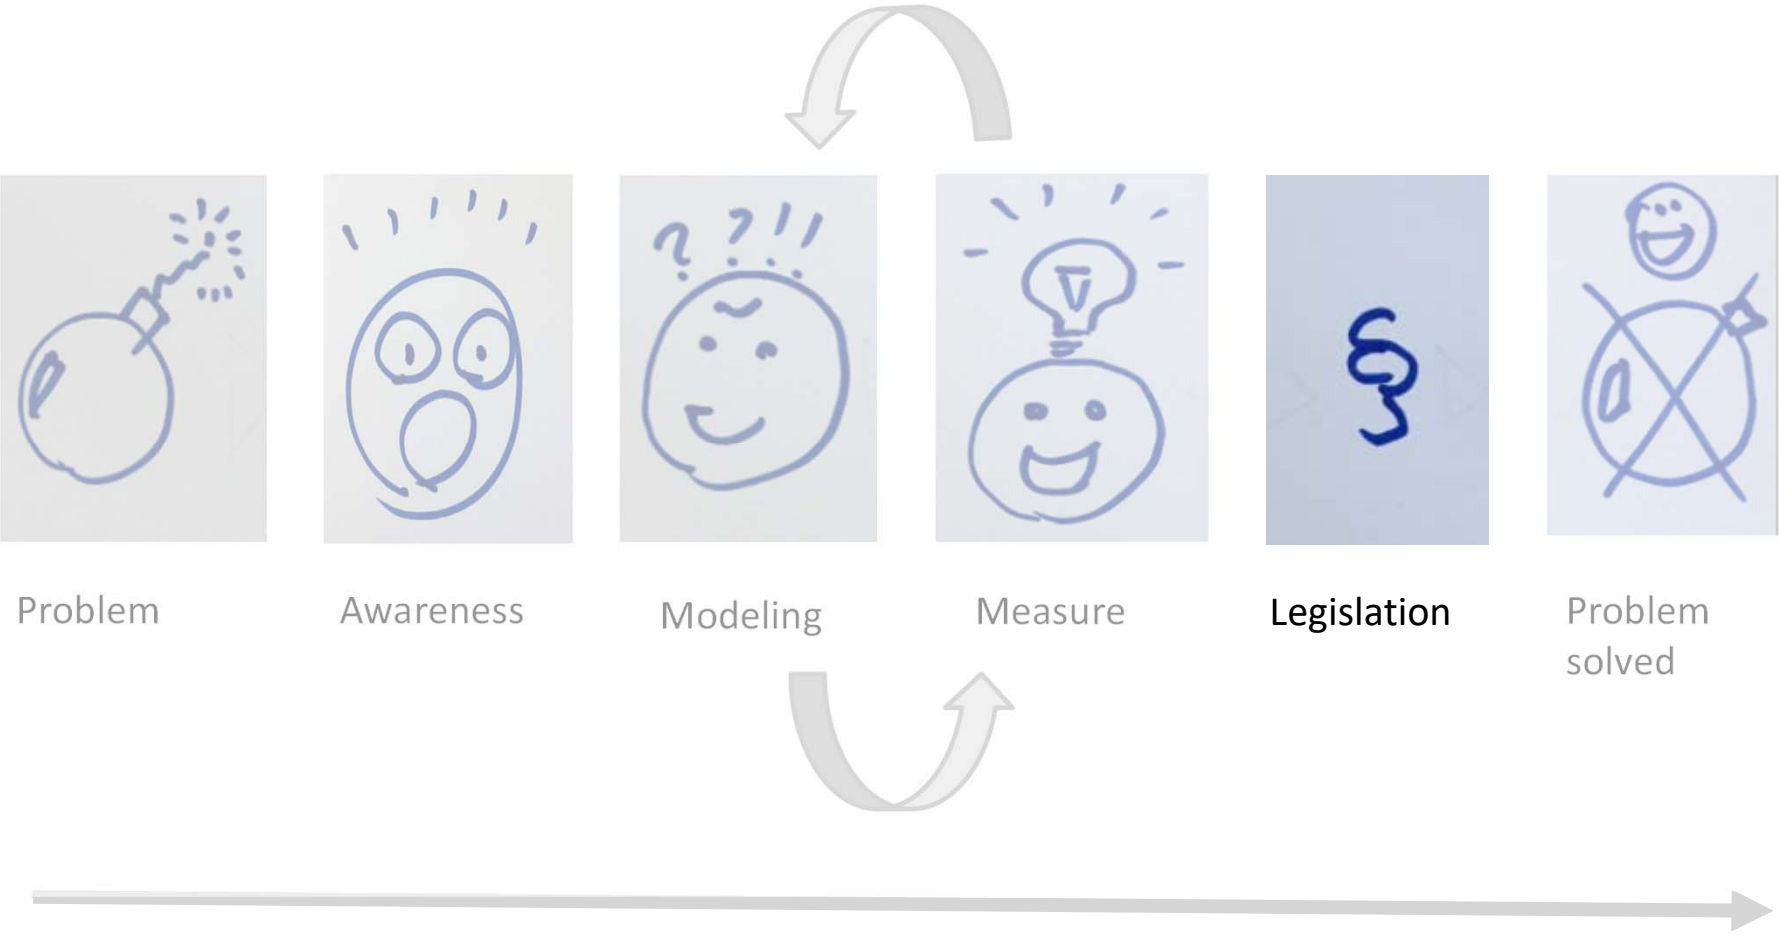 ? ? ! !
§
Problem
Awareness
Modeling
Measure
Legislation
Problem
solved